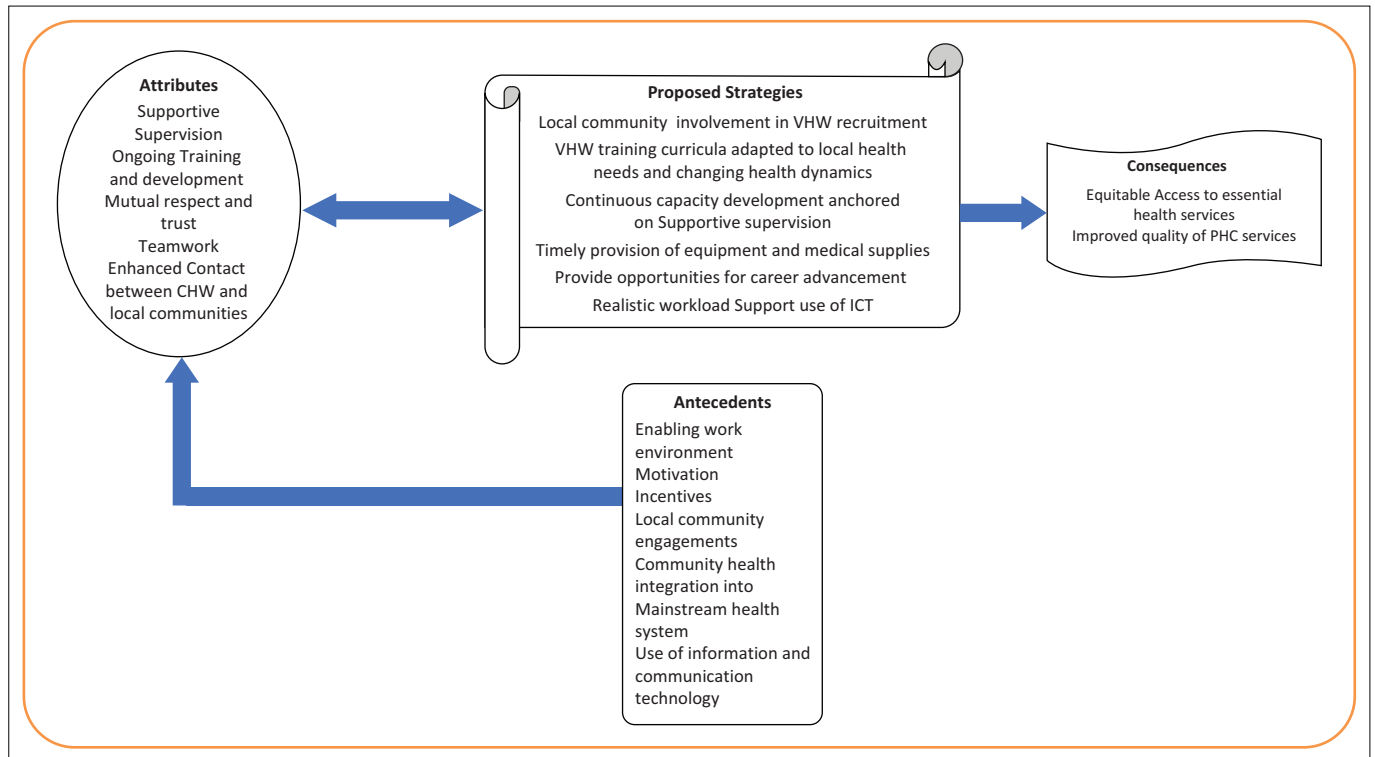 Attributes
Supportive
Supervision
Ongoing Training
and development
Mutual respect and
trust
Teamwork
Enhanced Contact
between CHW and
local communities
Proposed Strategies
Local community involvement in VHW recruitment
VHW training curricula adapted to local health
needs and changing health dynamics
Continuous capacity development anchored
on Supportive supervision
Timely provision of equipment and medical supplies
Provide opportunities for career advancement
Realistic workload Support use of ICT
Consequences
Equitable Access to essential
health services
Improved quality of PHC services
Antecedents
Enabling work
environment
Motivation
Incentives
Local community
engagements
Community health
integration into
Mainstream health
system
Use of information and
communication
technology